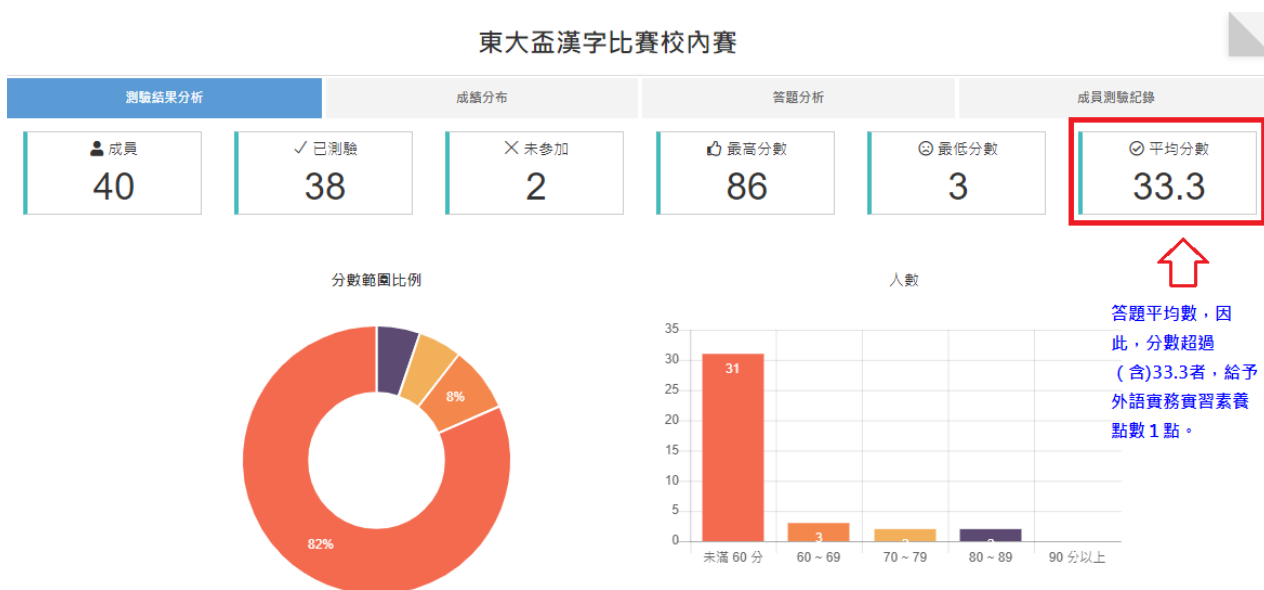 東大盃漢字比賽校內賽
測驗結果分析
成績分布
答題分析
成員測驗紀錄
成員
40
已測驗
38
未參加
2
最高分數
86
最低分數
3
平均分數
33.3
分數範圍比例
8%
82%
人數
35
30
25
20
15
10
5
0
31
3
未滿 60 分
60 ~ 69
70 ~ 79
80 ~ 89
90 分以上
答題平均數，因
此，分數超過
(含)33.3者，給予
外語實務實習素養
點數１點。